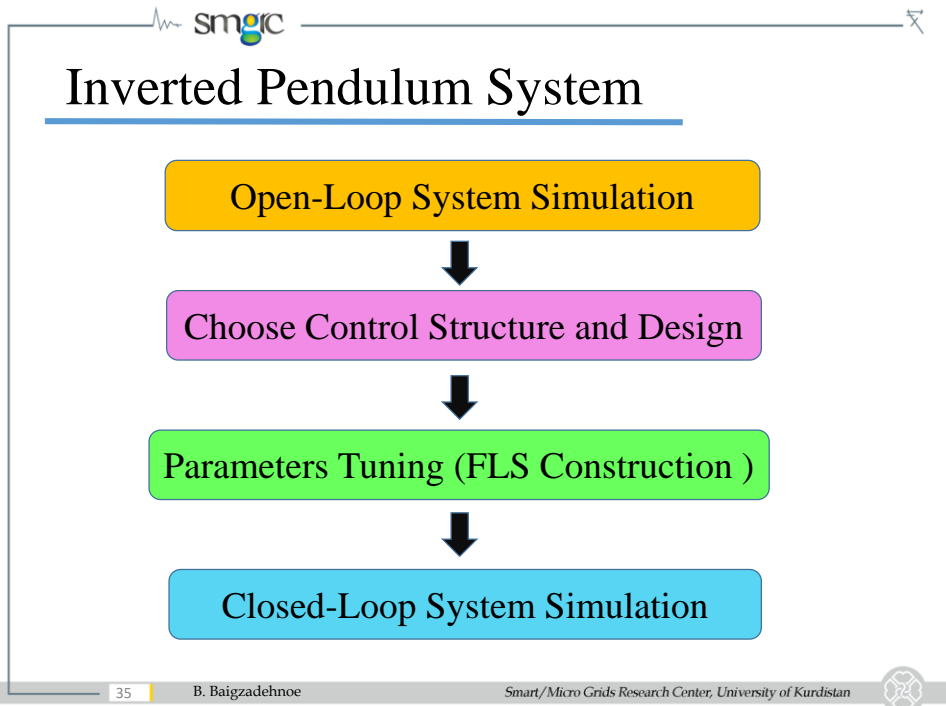 smgrc
Inverted Pendulum System
Open-Loop System Simulation
Choose Control Structure and Design
Parameters Tuning (FLS Construction )
Closed-Loop System Simulation
35 B. Baigzadehnoe Smart/Micro Grids Research Center, University of Kurdistan